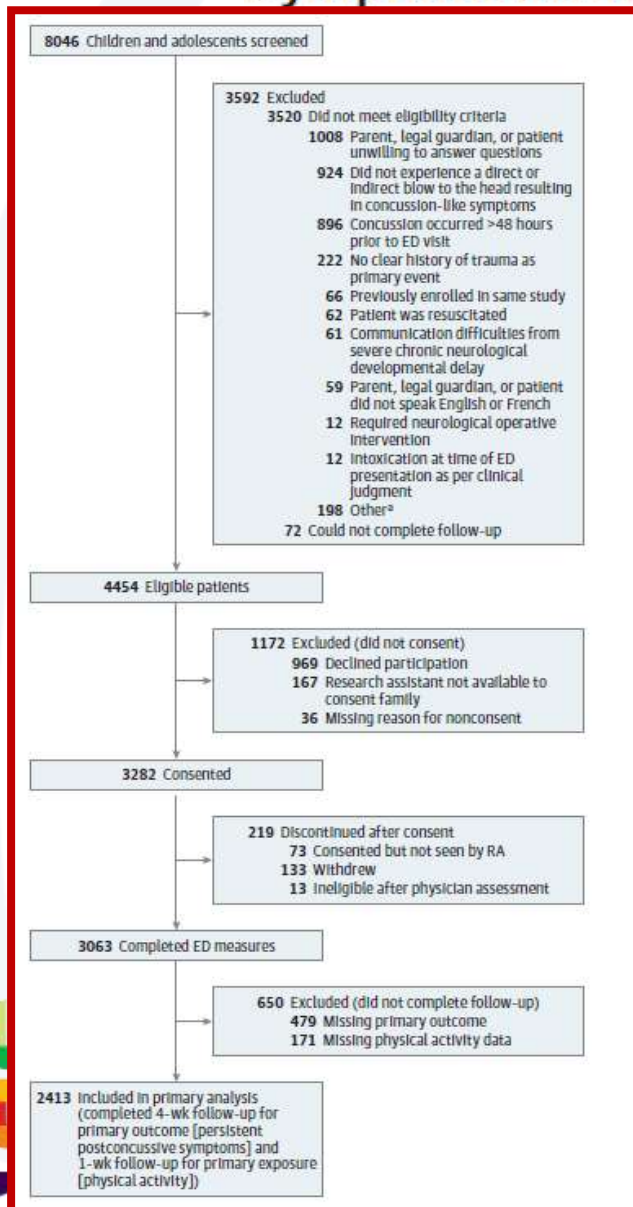 8046 Children and adolescents screened
3592 Excluded
3520 Did not meet eligibility criteria
1008 Parent, legal guardian, or patient
unwilling to answer questions
924 Did not experience a direct or
indirect blow to the head resulting
in concussion-like symptoms
896 Concussion occurred >48 hours
prior to ED visit
222 No clear history of trauma as
primary event
66 Previously enrolled in same study
62 Patient was resuscitated
61 Communication difficulties from
severe chronic neurological
developmental delay
59 Parent, legal guardian, or patient
did not speak English or French
12 Required neurological operative
intervention
12 Intoxication at time of ED
presentation as per clinical
judgment
198 Otherª
72 Could not complete follow-up
4454 Eligible patients
1172 Excluded (did not consent)
969 Declined participation
167 Research assistant not available to
consent family
36 Missing reason for nonconsent
3282 Consented
219 Discontinued after consent
73 Consented but not seen by RA
133 Withdrew
13 Ineligible after physician assessment
3063 Completed ED measures
650 Excluded (did not complete follow-up)
479 Missing primary outcome
171 Missing physical activity data
2413 Included in primary analysis
(completed 4-wk follow-up for
primary outcome [persistent
postconcussive symptoms] and
1-wk follow-up for primary exposure
[physical activity])